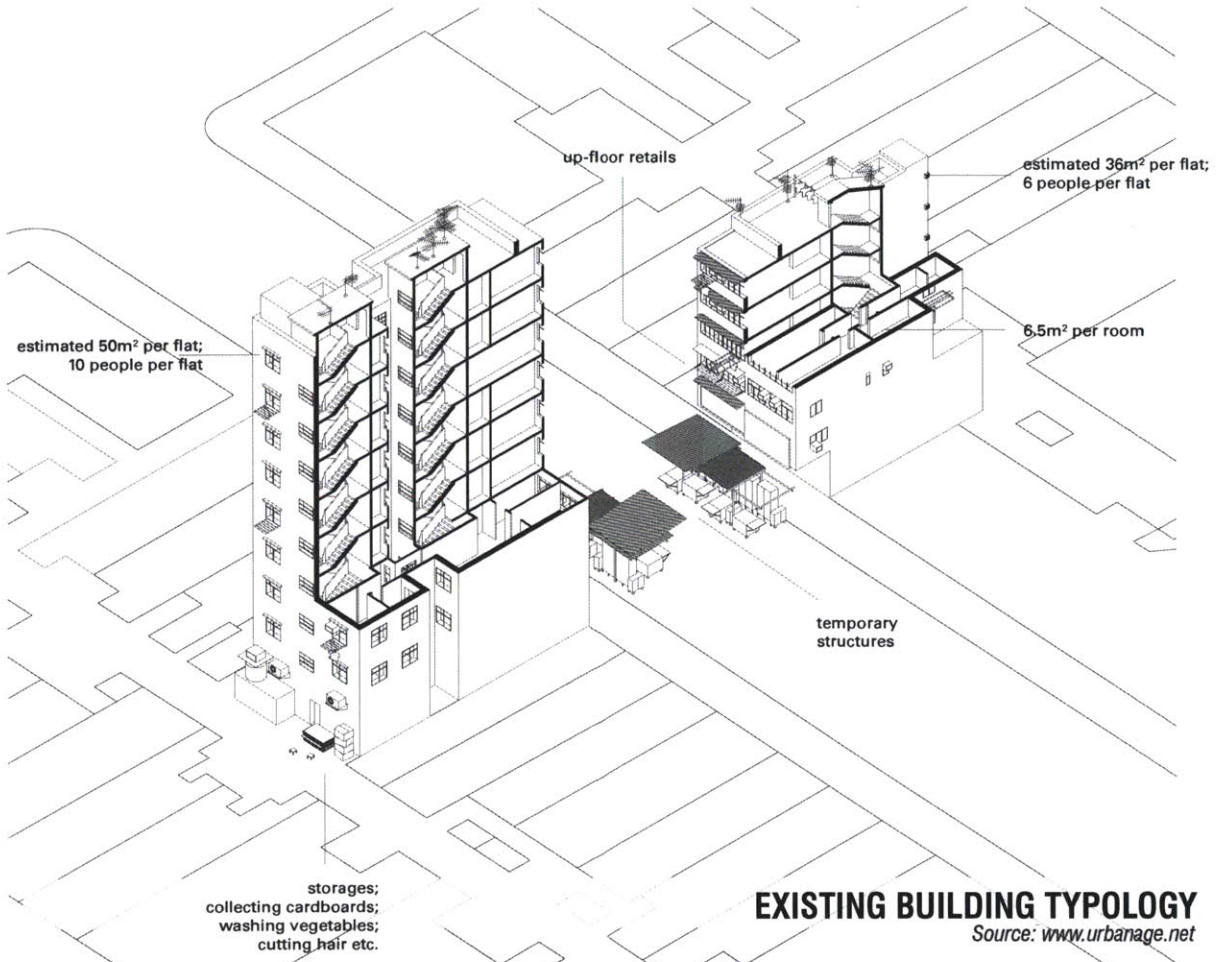 up-floor retails
estimated 36m² per flat;
6 people per flat
estimated 50m² per flat;
10 people per flat
6.5m² per room
temporary
structures
storages;
collecting cardboards;
washing vegetables;
cutting hair etc.
EXISTING BUILDING TYPOLOGY
Source: www.urbanage.net